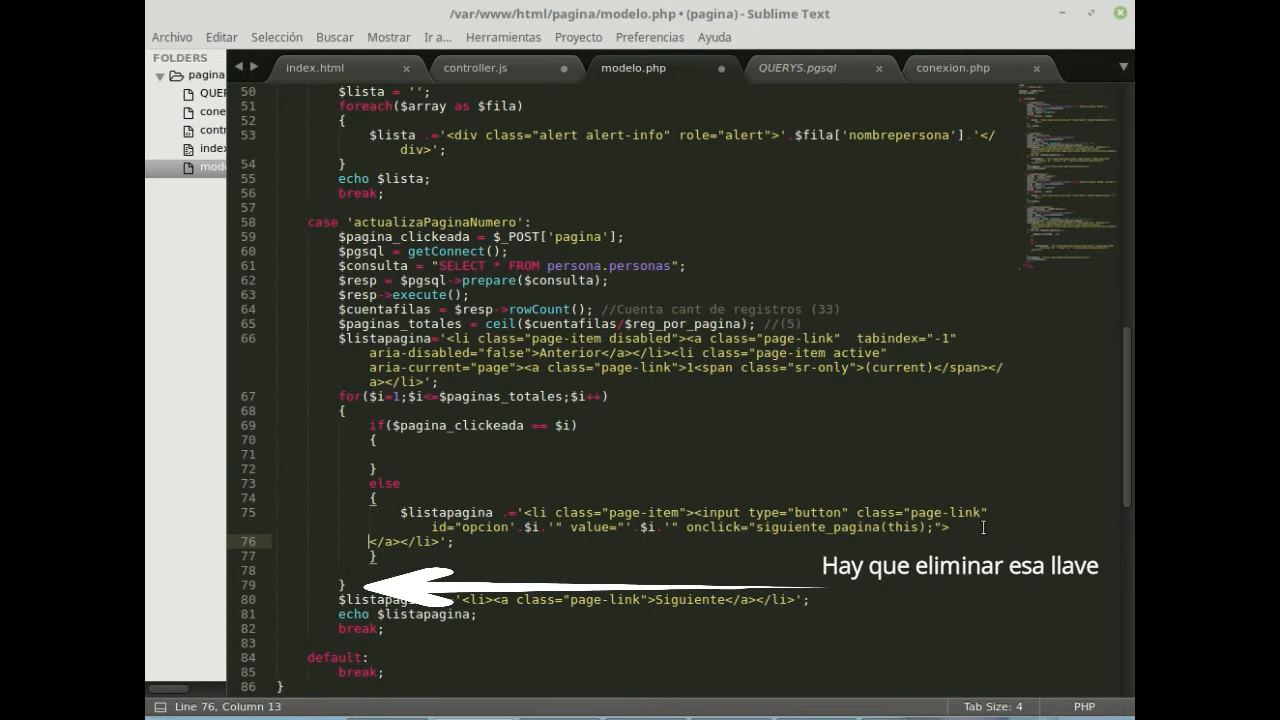 /var/www/html/pagina/modelo.php • (pagina) - Sublime Text
Archivo Editar Selección Buscar Mostrar Ir a... Herramientas Proyecto Preferencias Ayuda
FOLDERS
pagina
QUER
cone
contr
index
mode
index.html × controller.js modelo.php QUERYS.pgsql × conexion.php ×
50 $lista = '';
51 foreach($array as $fila)
52 {
53 $lista .='<div class="alert alert-info" role="alert">'.$fila['nombrepersona'].'</
div>';
54 }
55 echo $lista;
56 break;
57
58 case 'actualizaPaginaNumero':
59 $pagina_clickeada = $_POST['pagina'];
60 $pgsql = getConnect();
61 $consulta = "SELECT * FROM persona.personas";
62 $resp = $pgsql->prepare($consulta);
63 $resp->execute();
64 $cuentafilas = $resp->rowCount(); //Cuenta cant de registros (33)
65 $paginas_totales = ceil($cuentafilas/$reg_por_pagina); //(5)
66 $listapagina='<li class="page-item disabled"><a class="page-link"  tabindex="-1"
aria-disabled="false">Anterior</a></li><li class="page-item active"
aria-current="page"><a class="page-link">1<span class="sr-only">(current)</span></
a></li>';
67 for($i=1;$i<=$paginas_totales;$i++)
68 {
69 if($pagina_clickeada == $i)
70 {
71
72 }
73 else
74 {
75 $listapagina .='<li class="page-item"><input type="button" class="page-link"
id="opcion'.$i.'" value="'.$i.'" onclick="siguiente_pagina(this);">
76 </a></li>';
77 }
Hay que eliminar esa llave
78
79 }
80 $listapag '<li><a class="page-link">Siguiente</a></li>';
81 echo $listapagina;
82 break;
83
84 default:
85 break;
86 }
Line 76, Column 13 Tab Size: 4 PHP